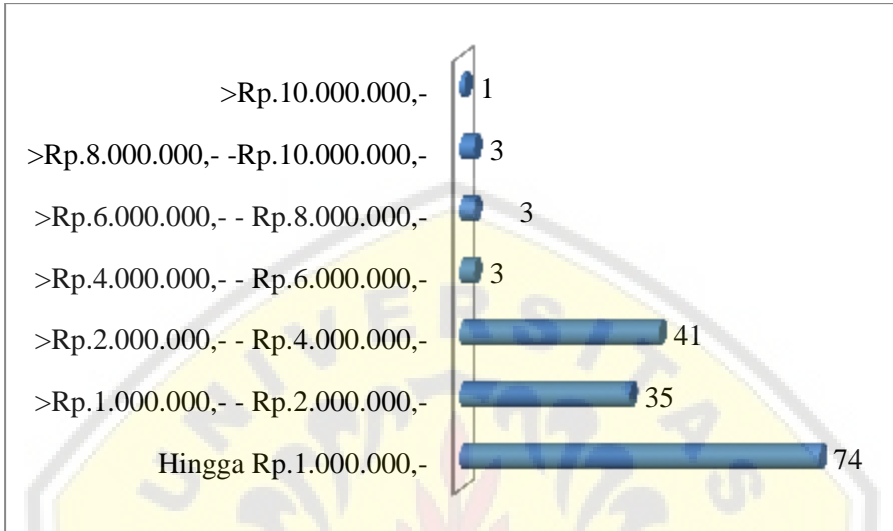 >Rp.10.000.000,- 1
>Rp.8.000.000,- -Rp.10.000.000,- 3
>Rp.6.000.000,- - Rp.8.000.000,- 3
>Rp.4.000.000,- - Rp.6.000.000,- 3
UNIVERSITAS
>Rp.2.000.000,- - Rp.4.000.000,- 41
>Rp.1.000.000,- - Rp.2.000.000,- 35
Hingga Rp.1.000.000,- 74